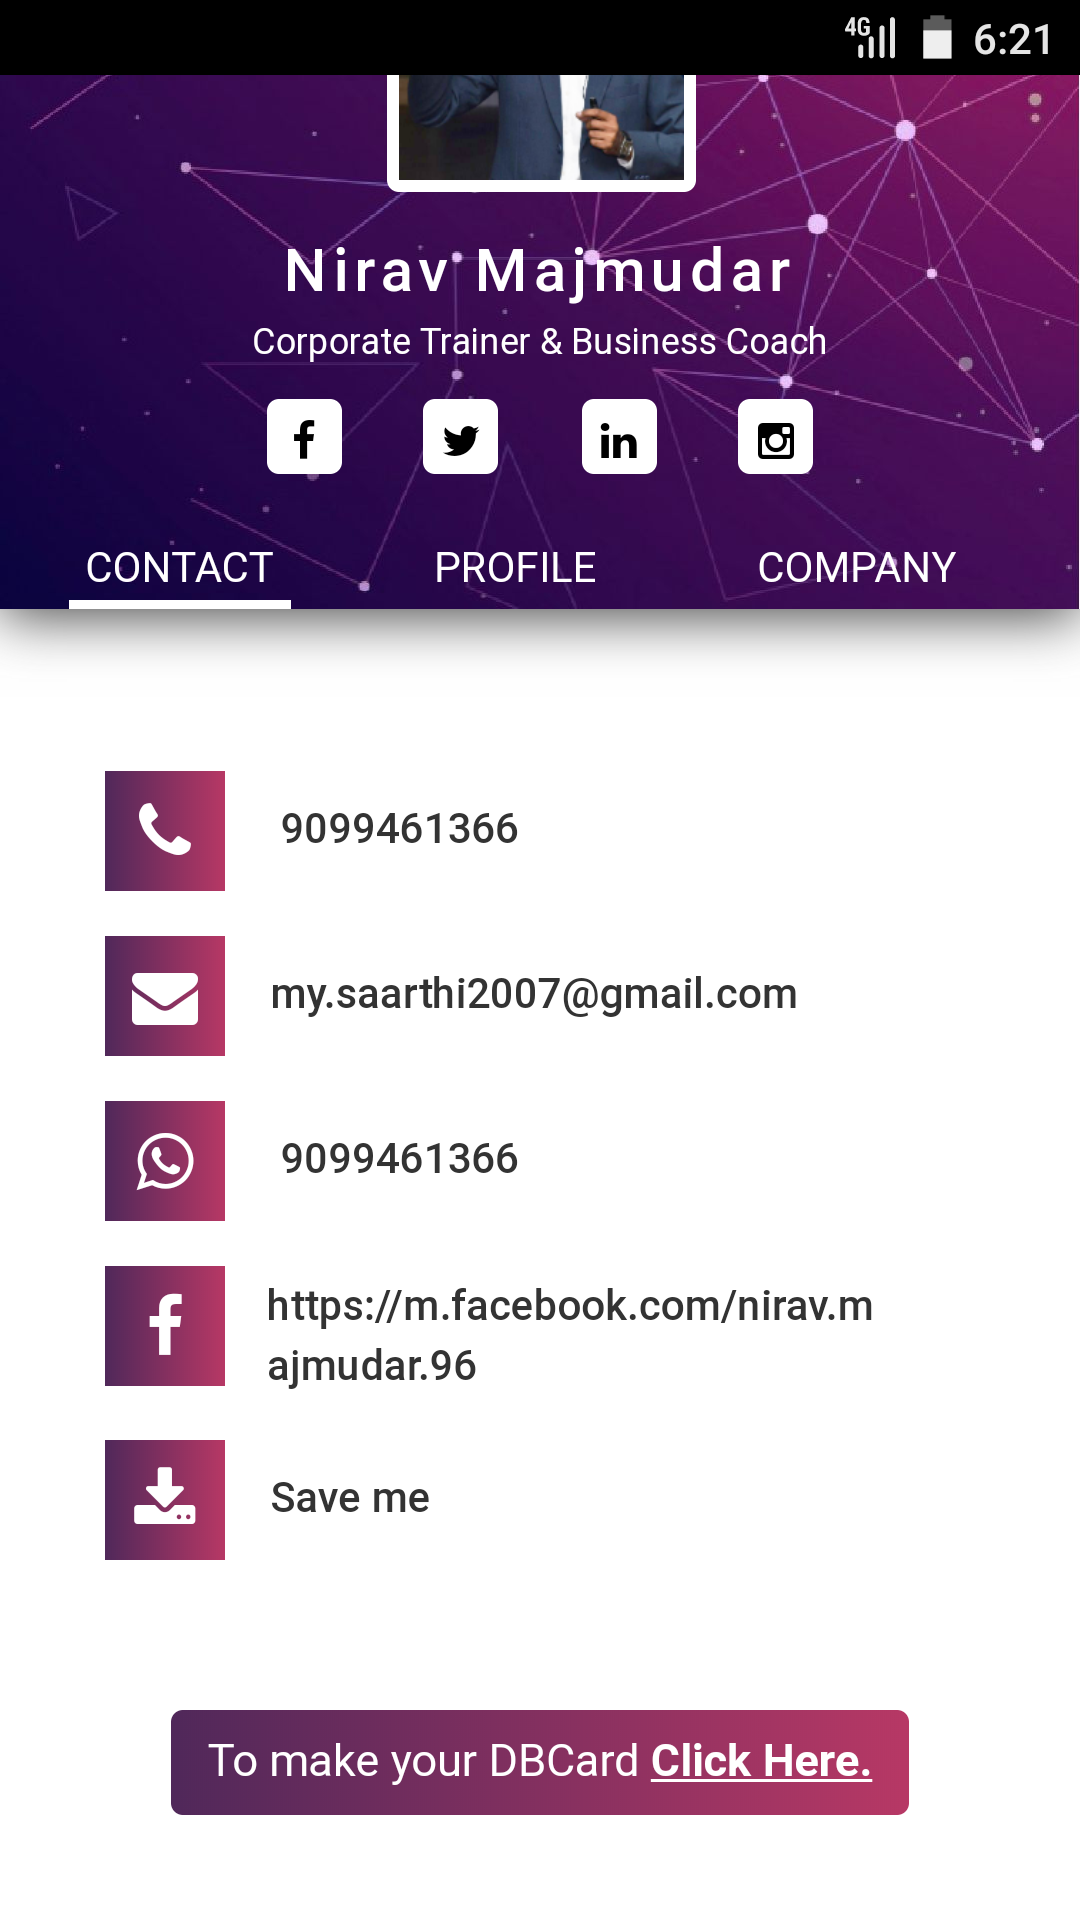 4G 6:21
Nirav Majmudar
Corporate Trainer & Business Coach
CONTACT PROFILE COMPANY
9099461366
my.saarthi2007@gmail.com
9099461366
https://m.facebook.com/nirav.m
ajmudar.96
Save me
To make your DBCard Click Here.